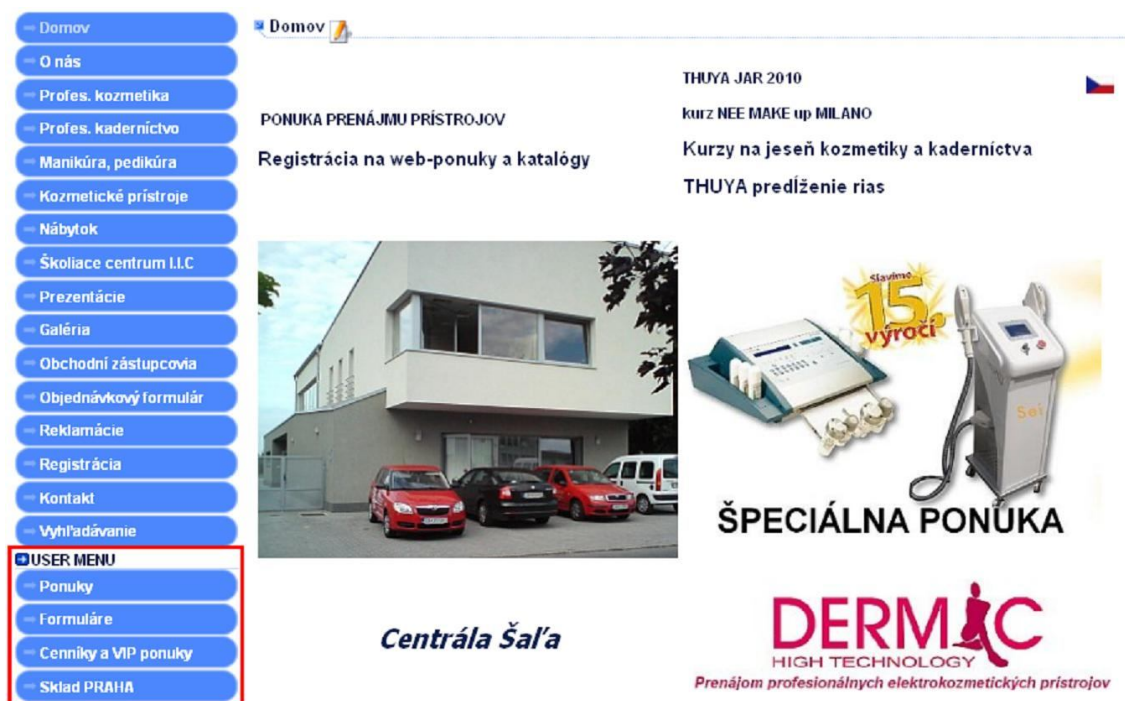 Domov
O nás
Profes. kozmetika
Profes. kaderníctvo
Manikúra, pedikúra
Kozmetické prístroje
Nábytok
Školiace centrum I.I.C
Prezentácie
Galéria
Obchodní zástupcovia
Objednávkový formulár
Reklamácie
Registrácia
Kontakt
Vyhľadávanie
USER MENU
Ponuky
Formuláre
Cenníky a VIP ponuky
Sklad PRAHA
Domov
PONUKA PRENÁJMU PRÍSTROJOV
Registrácia na web-ponuky a katalógy
THUYA JAR 2010
kurz NEE MAKE up MILANO
Kurzy na jeseň kozmetiky a kaderníctva
THUYA predĺženie rias
Slavíme
15.
výročí
Sei
ŠPECIÁLNA PONUKA
Centrála Šaľa
DERMIC
HIGH TECHNOLOGY
Prenájom profesionálnych elektrokozmetických prístrojov